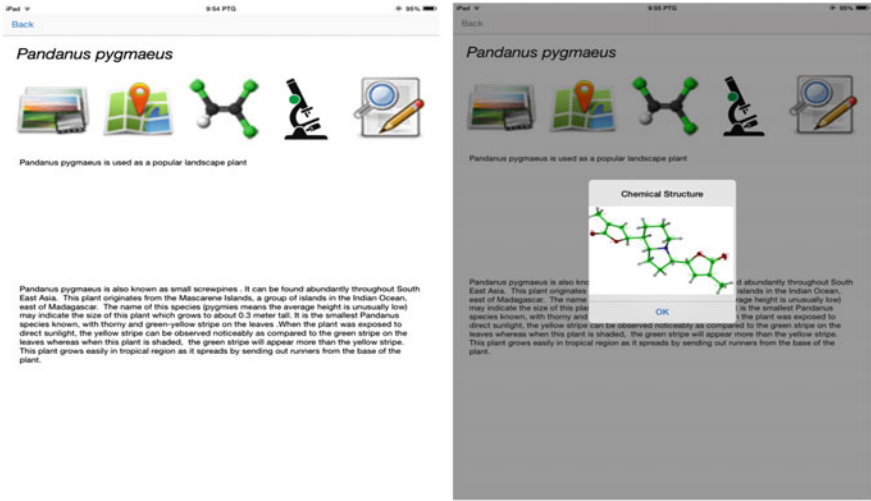 iPad 9:54 PTG 95%
Back
Pandanus pygmaeus
Pandanus pygmaeus is used as a popular landscape plant
Pandanus pygmaeus is also known as small screwpines . It can be found abundantly throughout South
East Asia. This plant originates from the Mascarene Islands, a group of islands in the Indian Ocean,
east of Madagascar. The name of this species (pygmies means the average height is unusually low)
may indicate the size of this plant which grows to about 0.3 meter tall. It is the smallest Pandanus
species known, with thorny and green-yellow stripe on the leaves .When the plant was exposed to
direct sunlight, the yellow stripe can be observed noticeably as compared to the green stripe on the
leaves whereas when this plant is shaded, the green stripe will appear more than the yellow stripe.
This plant grows easily in tropical region as it spreads by sending out runners from the base of the
plant.
iPad 9:55 PTG 95%
Back
Pandanus pygmaeus
Pandanus pygmaeus is used as a popular landscape plant
Chemical Structure
OK
Pandanus pygmaeus is also kno d abundantly throughout South
East Asia. This plant originates islands in the Indian Ocean,
east of Madagascar. The name rage height is unusually low)
may indicate the size of this plan t is the smallest Pandanus
species known, with thorny and n the plant was exposed to
direct sunlight, the yellow stripe can be observed noticeably as compared to the green stripe on the
leaves whereas when this plant is shaded, the green stripe will appear more than the yellow stripe.
This plant grows easily in tropical region as it spreads by sending out runners from the base of the
plant.